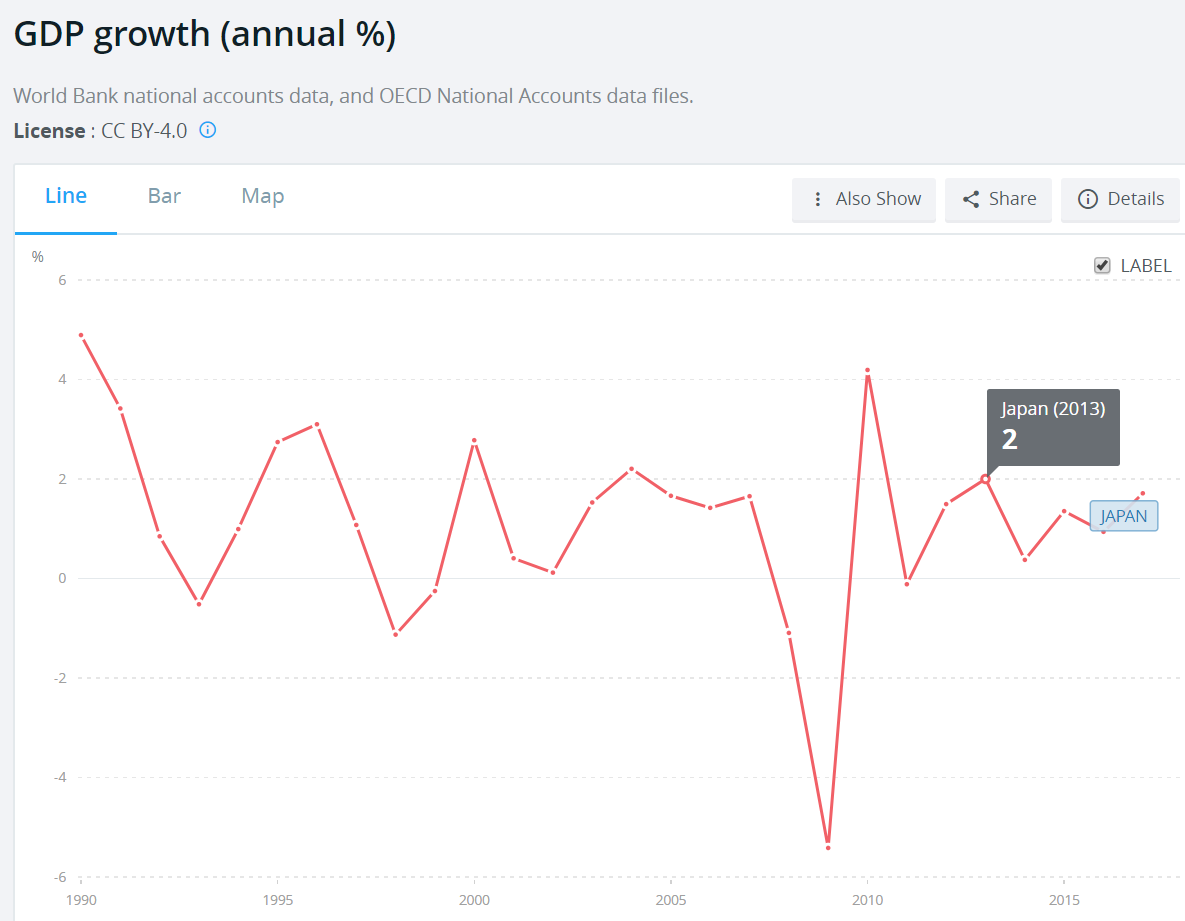 GDP growth (annual %)
World Bank national accounts data, and OECD National Accounts data files.
License : CC BY-4.0
Line Bar Map Also Show Share Details
%
LABEL
6
4
Japan (2013)
2
2
JAPAN
0
-2
-4
-6
1990 1995 2000 2005 2010 2015